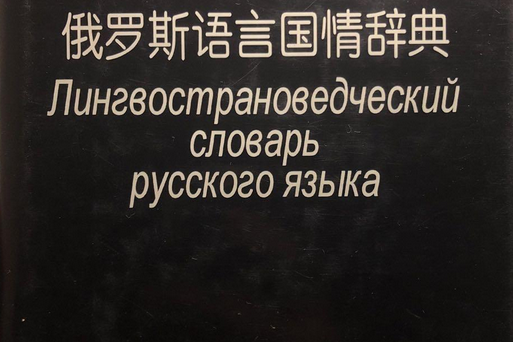 俄罗斯语言国情辞典
Лингвострановедческий
словарь
русского языка